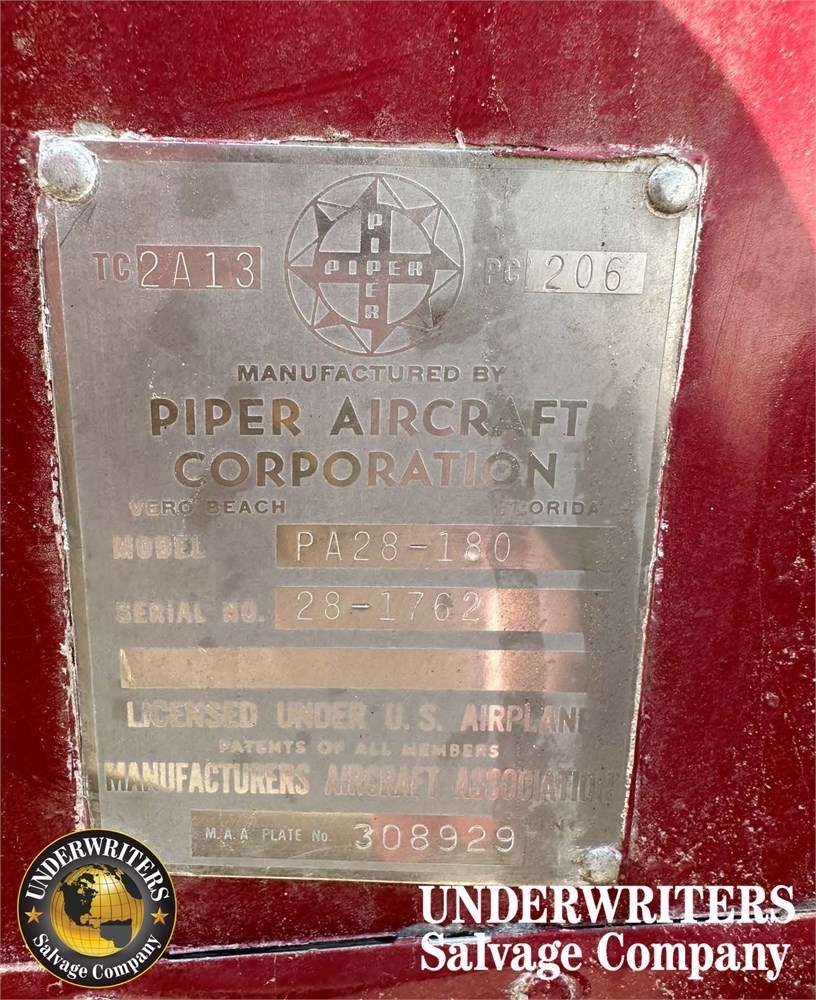 TC 2A13
PIPER
PIPER
PC 206
MANUFACTURED BY
PIPER AIRCRAFT
CORPORATION
VERO BEACH FLORIDA
MODEL PA28-180
SERIAL NO. 28-1762
LICENSED UNDER U.S. AIRPLANE
PATENTS OF ALL MEMBERS
MANUFACTURERS AIRCRAFT ASSOCIATION
INC
M.A.A PLATE No. 308929
UNDERWRITERS
Salvage Company
UNDERWRITERS
Salvage Company